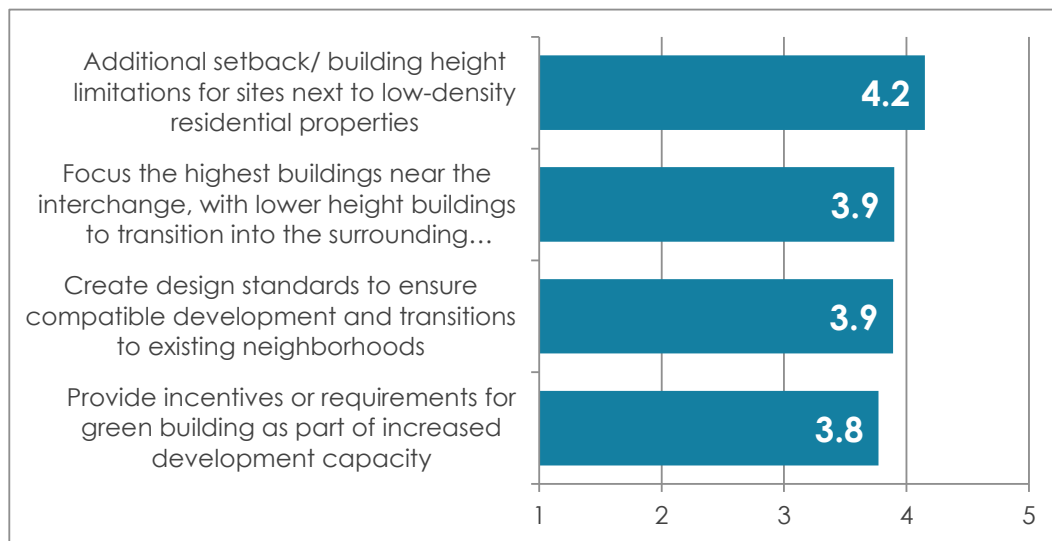 Additional setback/ building height
limitations for sites next to low-density
residential properties
4.2
Focus the highest buildings near the
interchange, with lower height buildings
to transition into the surrounding…
3.9
Create design standards to ensure
compatible development and transitions
to existing neighborhoods
3.9
Provide incentives or requirements for
green building as part of increased
development capacity
3.8
1 2 3 4 5